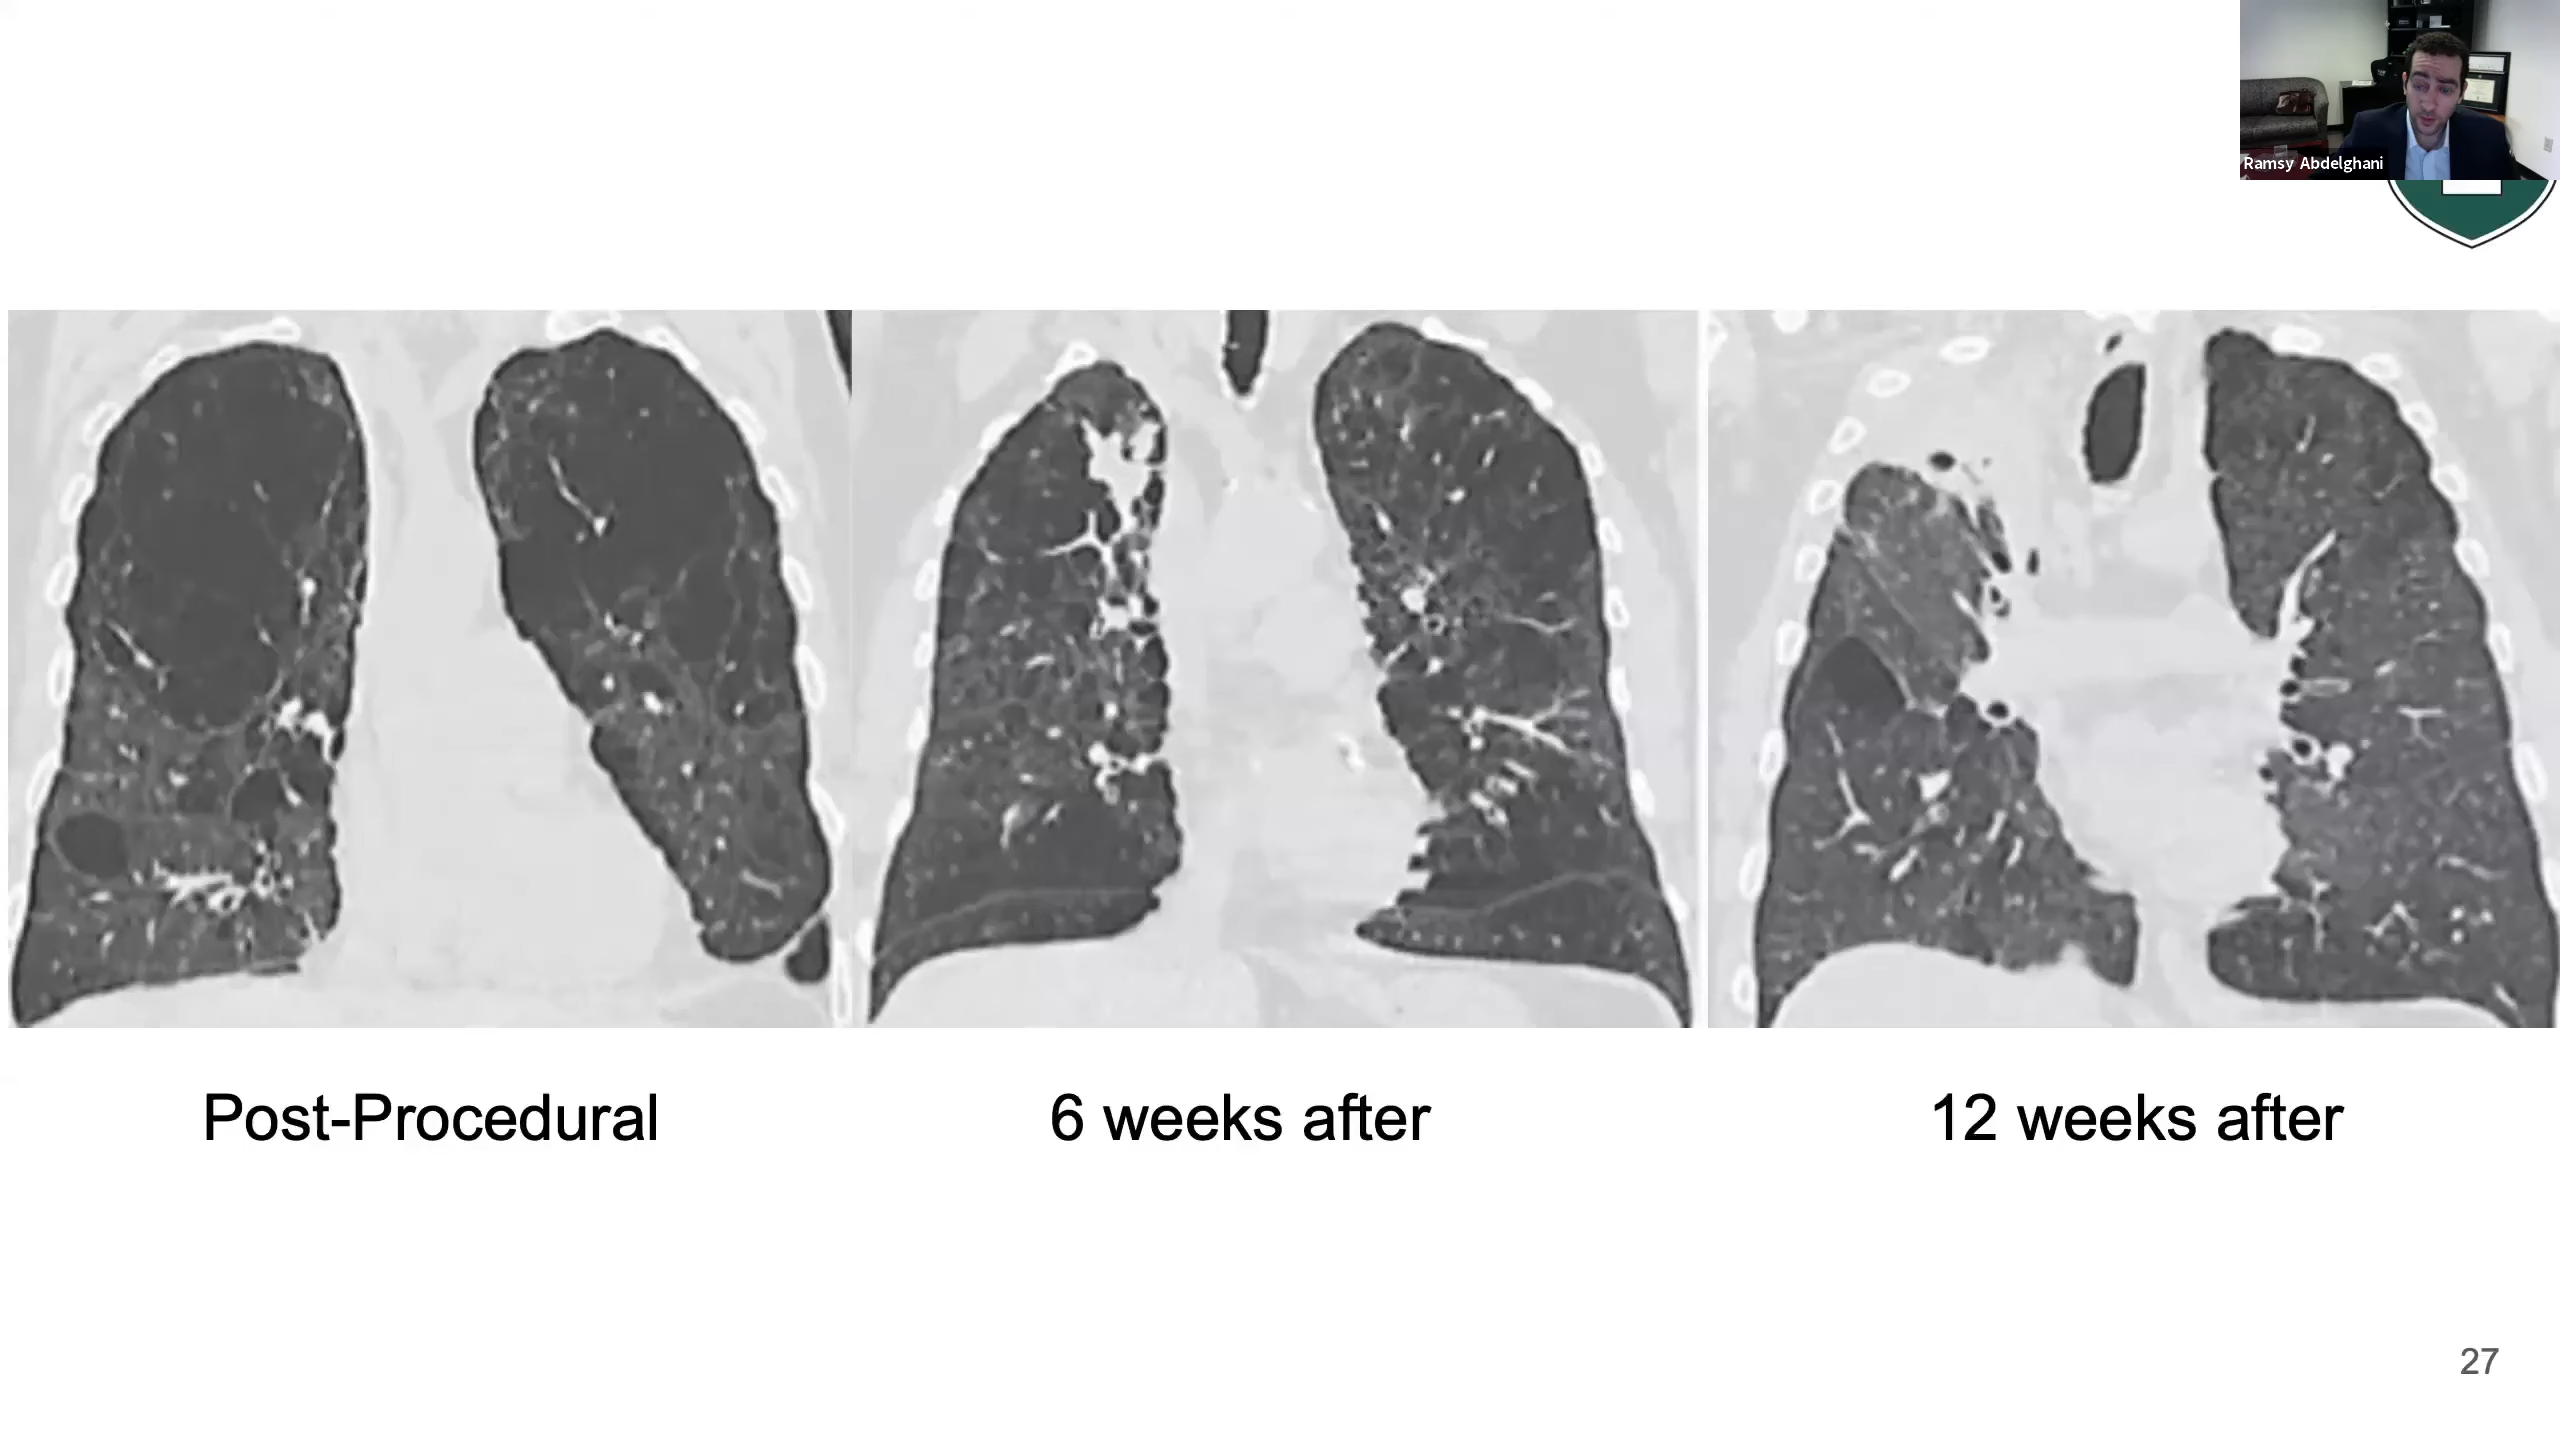 Ramsy Abdelghani
Post-Procedural
6 weeks after
12 weeks after
27